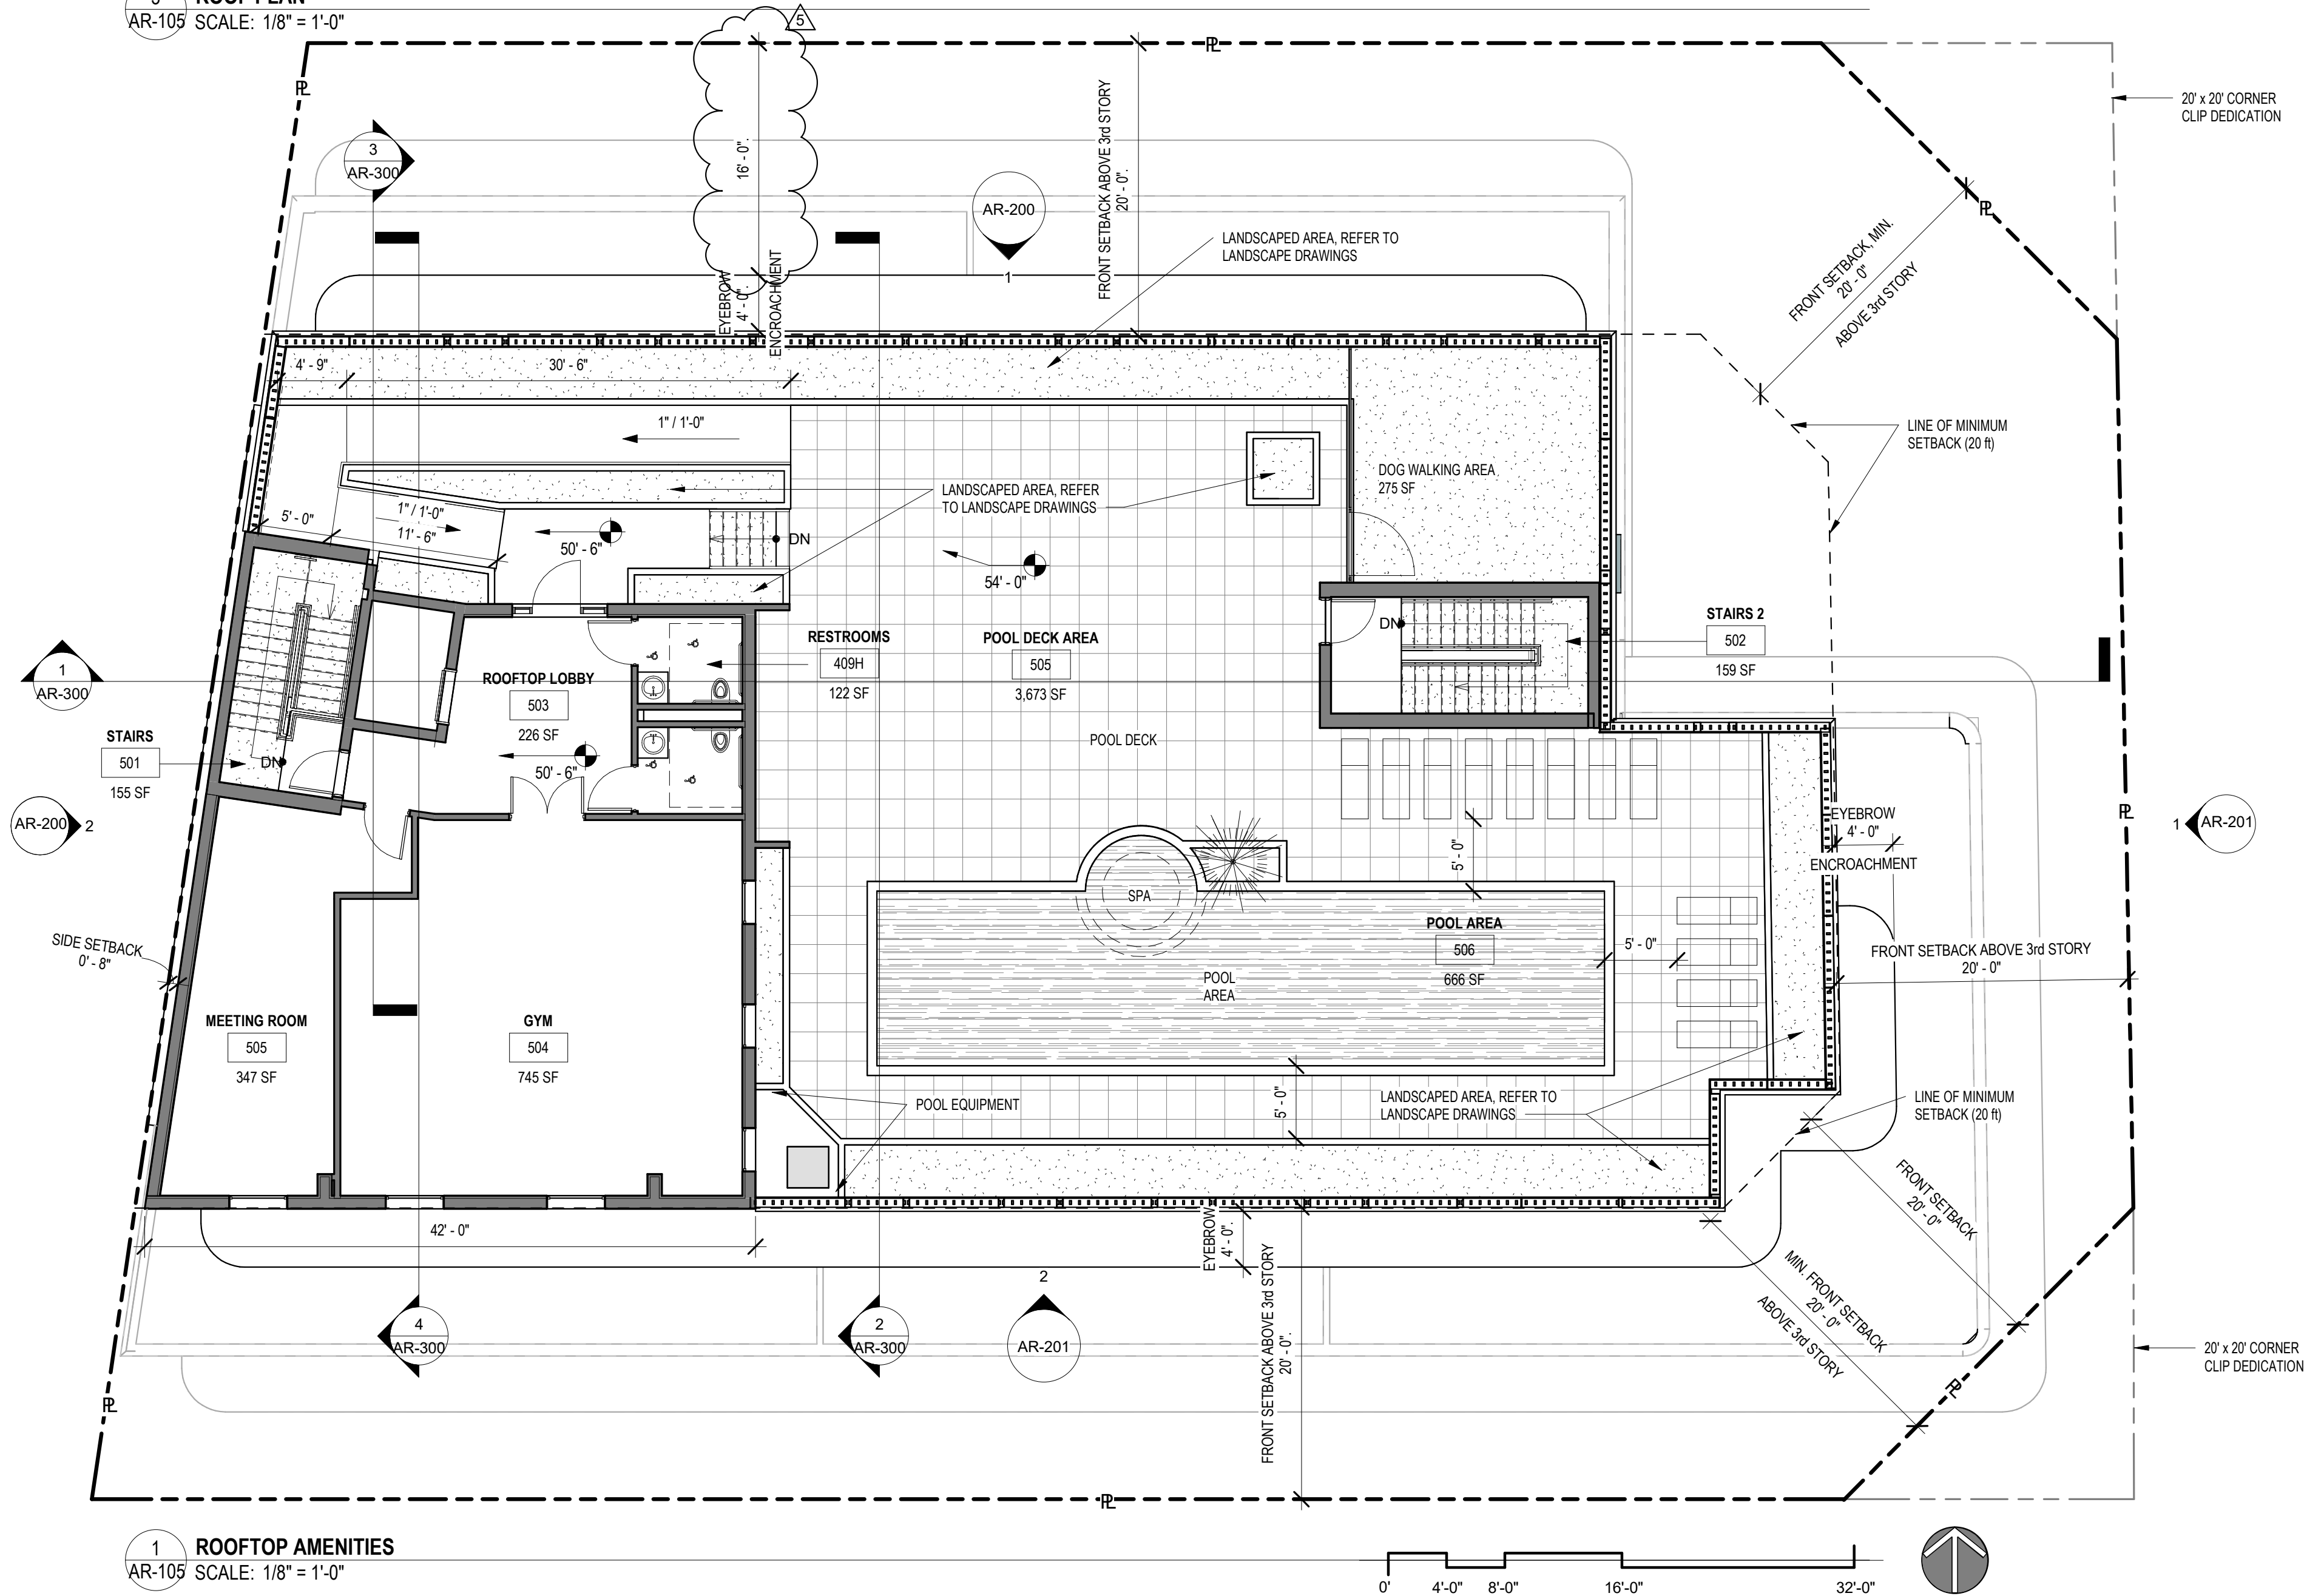 ROOF PLAN
AR-105
SCALE: 1/8" = 1'-0"
5
PL
PL
20' x 20' CORNER
CLIP DEDICATION
16' - 0".
FRONT SETBACK ABOVE 3rd STORY
20' - 0".
3
AR-300
AR-200
1
PL
LANDSCAPED AREA, REFER TO
LANDSCAPE DRAWINGS
FRONT SETBACK, MIN.
20' - 0"
ABOVE 3rd STORY
EYEBROW
4' - 0".
ENCROACHMENT
4' - 9"
30' - 6"
1" / 1'-0"
LINE OF MINIMUM
SETBACK (20 ft)
DOG WALKING AREA
275 SF
LANDSCAPED AREA, REFER
TO LANDSCAPE DRAWINGS
5' - 0"
1" / 1'-0"
11' - 6"
50' - 6"
DN
54' - 0"
STAIRS 2
502
159 SF
DN
RESTROOMS
409H
122 SF
POOL DECK AREA
505
3,673 SF
1
AR-300
ROOFTOP LOBBY
503
226 SF
POOL DECK
STAIRS
501
155 SF
DN
50' - 6"
AR-200
2
EYEBROW
4' - 0"
ENCROACHMENT
PL
1
AR-201
5' - 0"
SPA
POOL AREA
506
666 SF
POOL
AREA
5' - 0"
SIDE SETBACK
0' - 8"
FRONT SETBACK ABOVE 3rd STORY
20' - 0"
MEETING ROOM
505
347 SF
GYM
504
745 SF
POOL EQUIPMENT
5' - 0"
LANDSCAPED AREA, REFER TO
LANDSCAPE DRAWINGS
LINE OF MINIMUM
SETBACK (20 ft)
42' - 0"
EYEBROW
4' - 0".
FRONT SETBACK
20' - 0"
MIN. FRONT SETBACK
20' - 0"
ABOVE 3rd STORY
FRONT SETBACK ABOVE 3rd STORY
20' - 0".
4
AR-300
2
AR-300
2
AR-201
20' x 20' CORNER
CLIP DEDICATION
PL
PL
PL
1
AR-105
ROOFTOP AMENITIES
SCALE: 1/8" = 1'-0"
0'
4'-0"
8'-0"
16'-0"
32'-0"